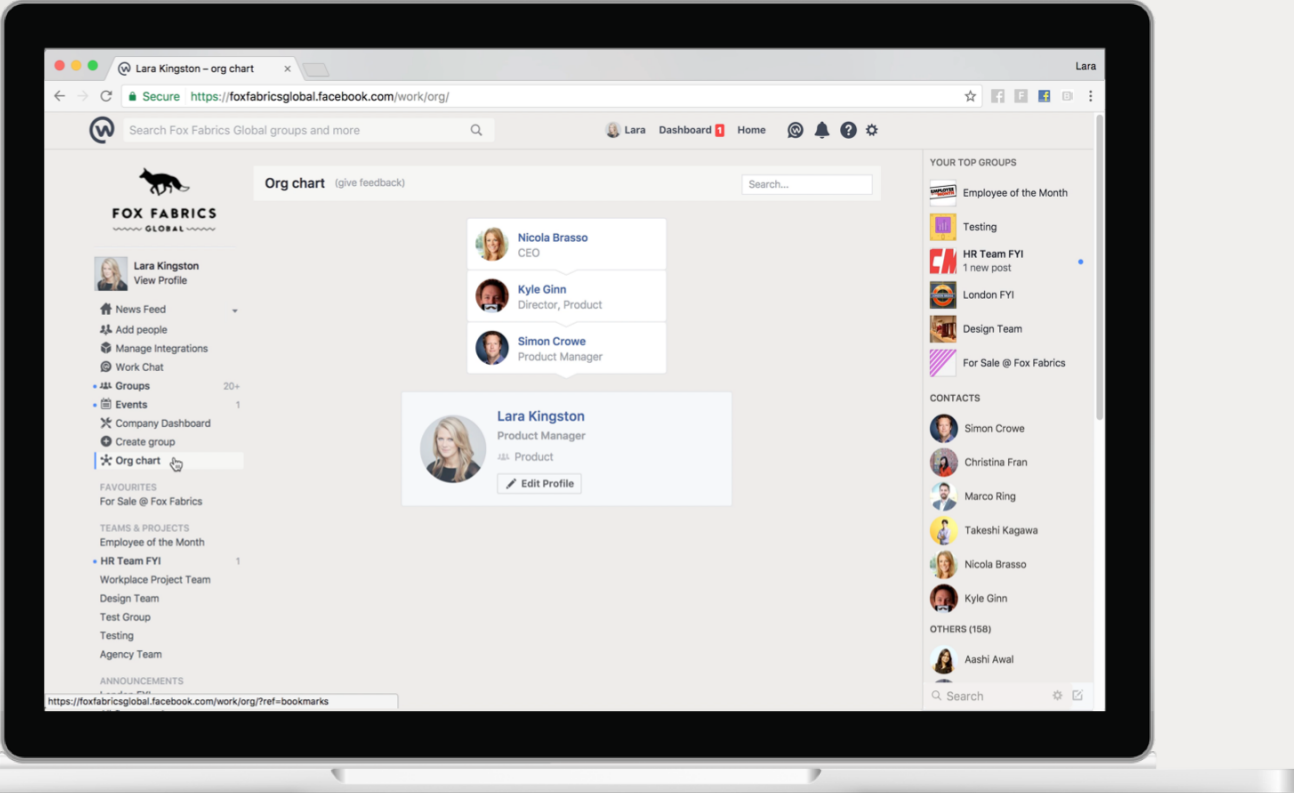 Lara Kingston – org chart
Lara
Secure https://foxfabricsglobal.facebook.com/work/org/
Search Fox Fabrics Global groups and more
Lara Dashboard 1 Home
FOX FABRICS
GLOBAL
Lara Kingston
View Profile
News Feed
Add people
Manage Integrations
Work Chat
Groups 20+
Events 1
Company Dashboard
Create group
Org chart
FAVOURITES
For Sale @ Fox Fabrics
TEAMS & PROJECTS
Employee of the Month
HR Team FYI 1
Workplace Project Team
Design Team
Test Group
Testing
Agency Team
ANNOUNCEMENTS
https://foxfabricsglobal.facebook.com/work/org/?ref=bookmarks
Org chart (give feedback)
Search...
Nicola Brasso
CEO
Kyle Ginn
Director, Product
Simon Crowe
Product Manager
Lara Kingston
Product Manager
Product
Edit Profile
YOUR TOP GROUPS
Employee of the Month
Testing
HR Team FYI
1 new post
London FYI
Design Team
For Sale @ Fox Fabrics
CONTACTS
Simon Crowe
Christina Fran
Marco Ring
Takeshi Kagawa
Nicola Brasso
Kyle Ginn
OTHERS (158)
Aashi Awal
Search